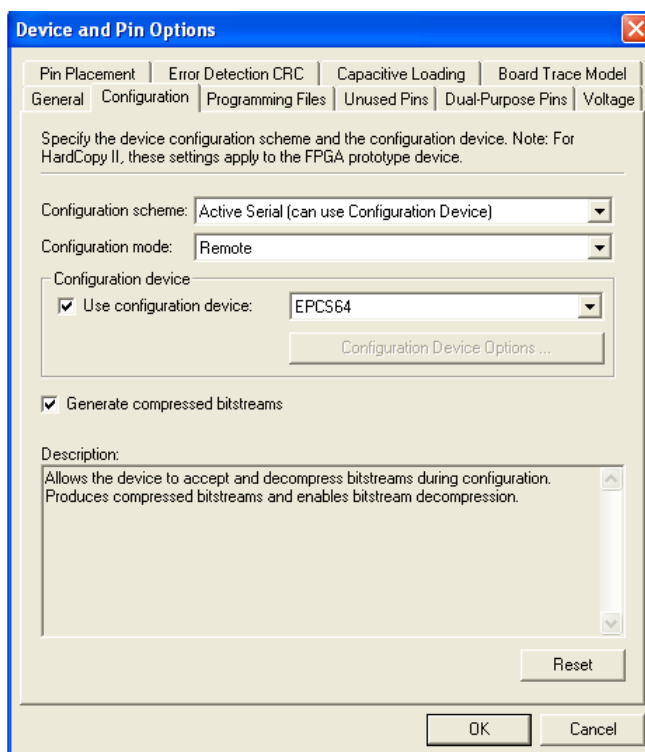 Device and Pin Options
Pin Placement Error Detection CRC Capacitive Loading Board Trace Model
General Configuration Programming Files Unused Pins Dual-Purpose Pins Voltage
Specify the device configuration scheme and the configuration device. Note: For
HardCopy II, these settings apply to the FPGA prototype device.
Configuration scheme: Active Serial (can use Configuration Device)
Configuration mode: Remote
Configuration device
Use configuration device: EPCS64
Configuration Device Options ...
Generate compressed bitstreams
Description:
Allows the device to accept and decompress bitstreams during configuration.
Produces compressed bitstreams and enables bitstream decompression.
Reset
OK Cancel